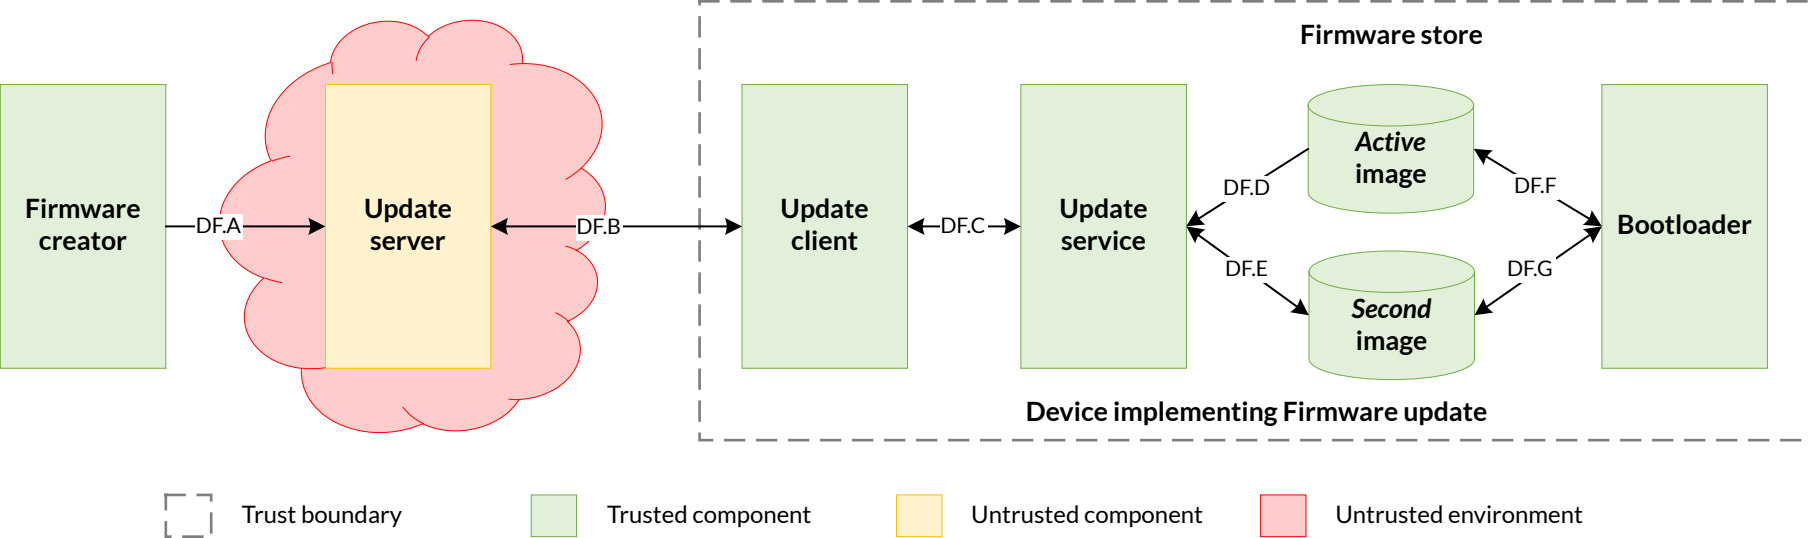 Firmware store
Firmware
creator
DF.A
Update
server
DF.B
Update
client
DF.C
Update
service
DF.D
DF.E
Active
image
Second
image
DF.F
DF.G
Bootloader
Device implementing Firmware update
Trust boundary
Trusted component
Untrusted component
Untrusted environment